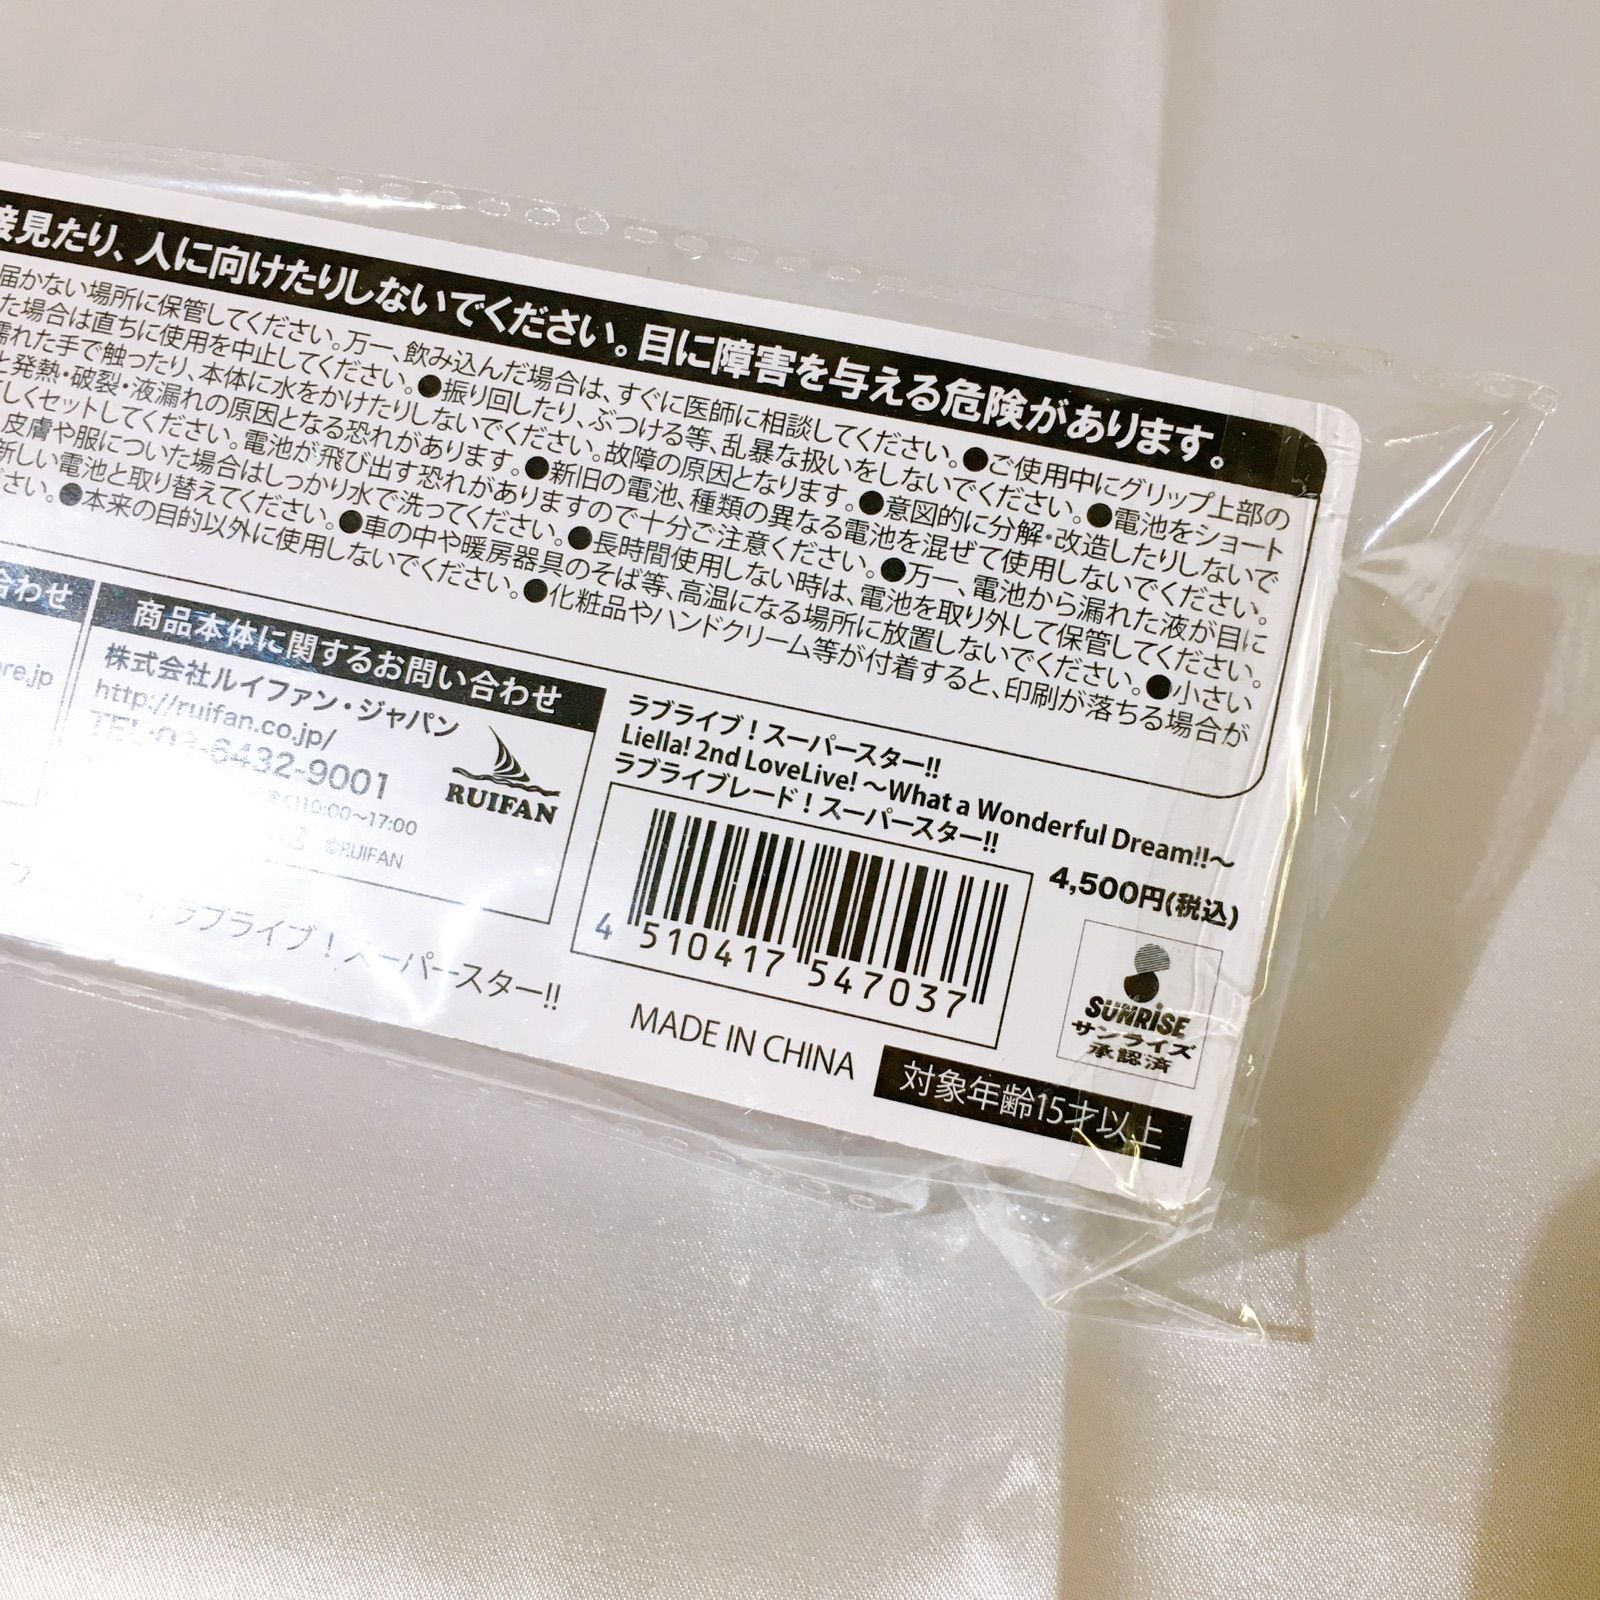 見たり、人に向けたりしないでください。目に障害を与える危険があります。
届かない場所に保管してください。万一、飲み込んだ場合は、すぐに医師に相談してください。●ご使用中にグリップ上部の
た場合は直ちに使用を中止してください。●振り回したり、ぶつける等、乱暴な扱いをしないでください。●電池をショート
濡れた手で触ったり、本体に水をかけたりしないでください。故障の原因となります。●意図的に分解・改造したりしないで
と発熱・破裂・液漏れの原因となる恐れがあります。●新旧の電池、種類の異なる電池を混ぜて使用しないでください。
しくセットしてください。電池が飛び出す恐れがありますので十分ご注意ください。●万一、電池から漏れた液が目に
皮膚や服についた場合はしっかり水で洗ってください。●長時間使用しない時は、電池を取り外して保管してください。
新しい電池と取り替えてください。●車の中や暖房器具のそば等、高温になる場所に放置しないでください。●小さい
さい。●本来の目的以外に使用しないでください。●化粧品やハンドクリーム等が付着すると、印刷が落ちる場合が
合わせ
re.jp
商品本体に関するお問い合わせ
株式会社ルイファン・ジャパン
http://ruifan.co.jp/
TEL:03-6432-9001
10:00〜17:00
©RUIFAN
RUIFAN
ラブライブ！スーパースター!!
ラブライブ！スーパースター!!
Liella! 2nd LoveLive! 〜What a Wonderful Dream!!〜
ラブライブレード！スーパースター!!
4,500円(税込)
4 510417 547037
SUNRISE
サンライズ
承認済
MADE IN CHINA
対象年齢15才以上